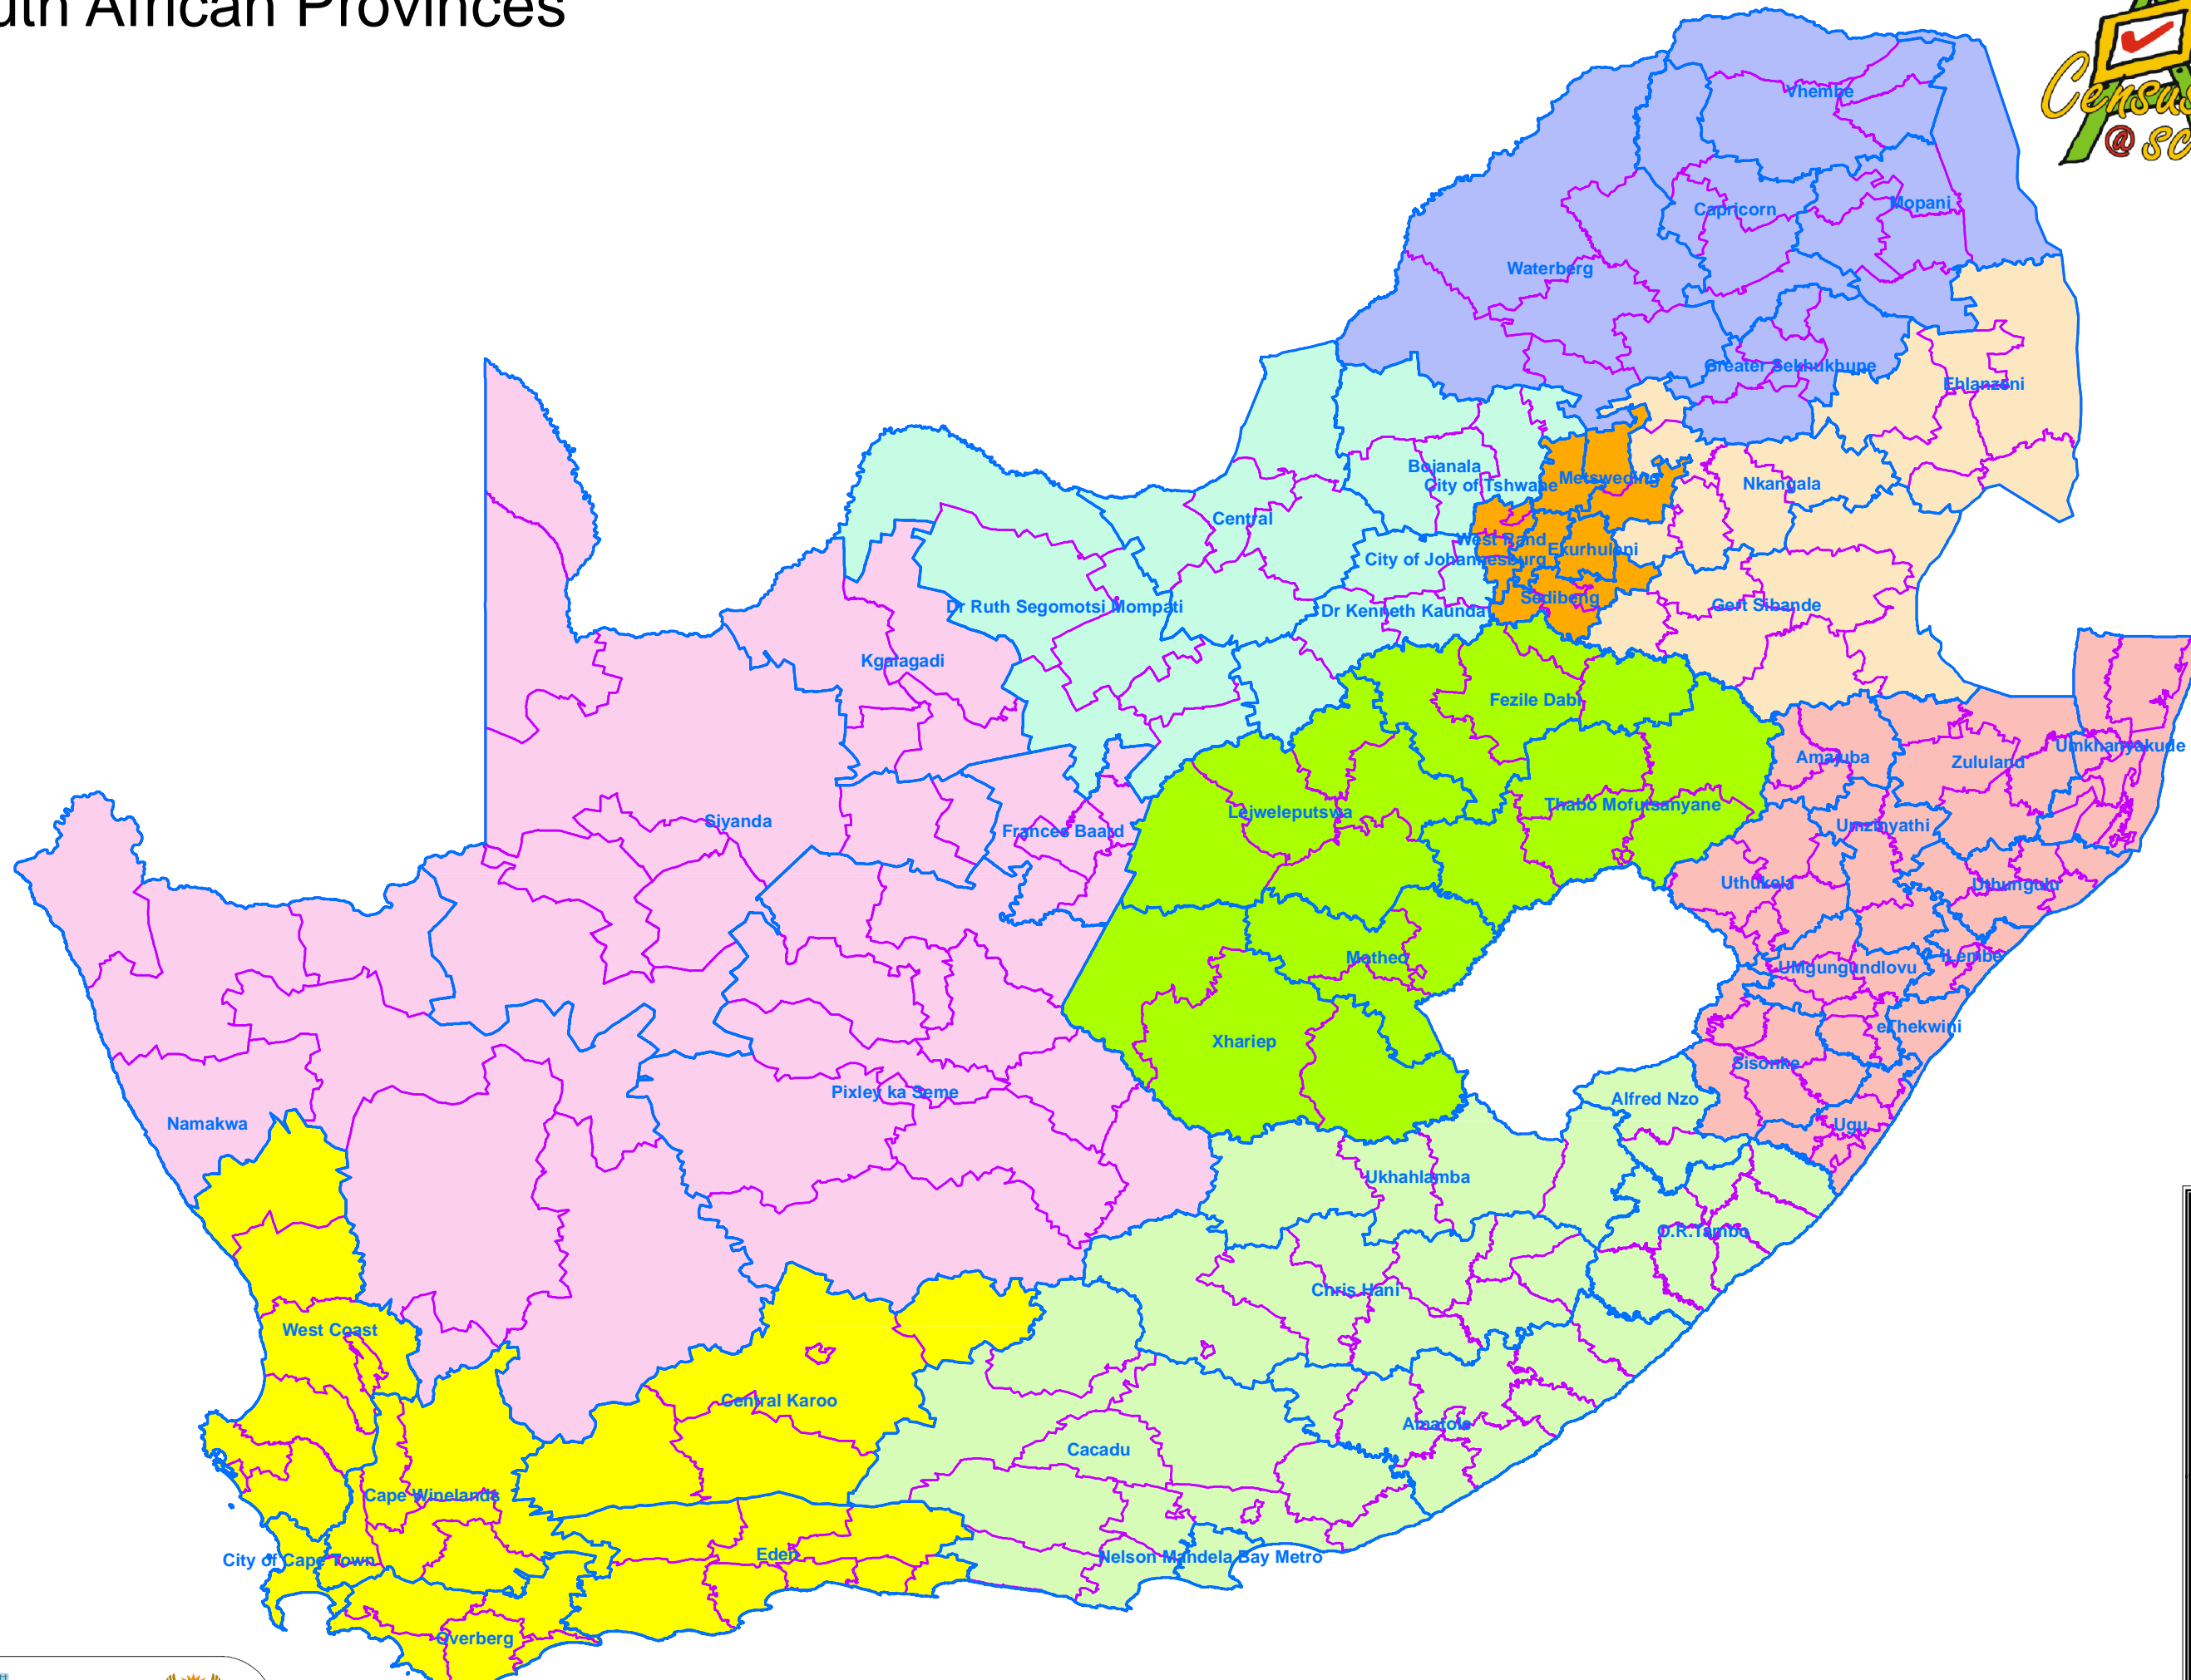 uth African Provinces
Census
@ sc
Vhembe
Capricorn
Mopani
Waterberg
Greater Sekhukhune
Ehlanzeni
Bojanala
City of Tshwane
Metsweding
Nkangala
Central
West Rand
Ekurhuleni
City of Johannesburg
Sedibeng
Dr Ruth Segomotsi Mompati
Dr Kenneth Kaunda
Gert Sibande
Kgalagadi
Fezile Dabi
Amajuba
Zululand
Umkhanyakude
Siyanda
Frances Baard
Lejweleputswa
Thabo Mofutsanyane
Umzinyathi
Uthukela
Uthungulu
Motheo
UMgungundlovu
iLembe
Xhariep
eThekwini
Sisonke
Pixley ka Seme
Alfred Nzo
Namakwa
Ugu
Ukhahlamba
O.R.Tambo
Chris Hani
West Coast
Central Karoo
Amatole
Cacadu
Cape Winelands
City of Cape Town
Eden
Nelson Mandela Bay Metro
Overberg